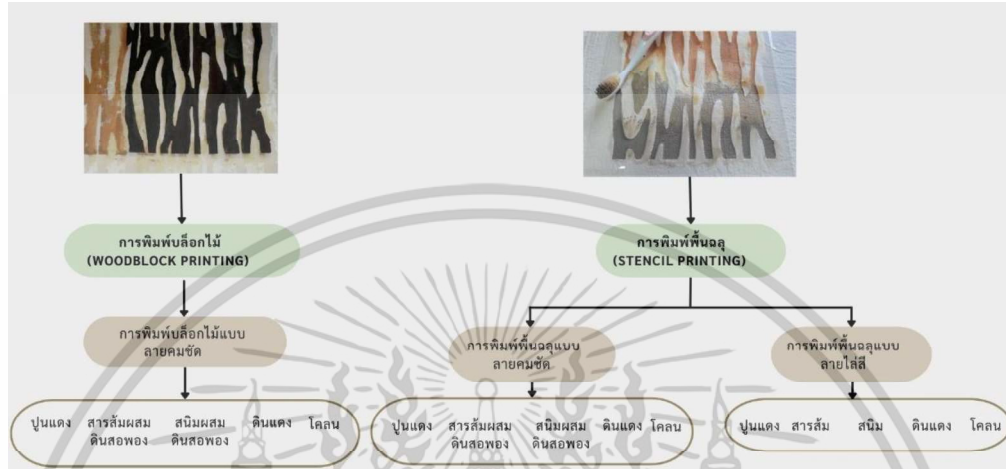 การพิมพ์บล็อกไม้
(WOODBLOCK PRINTING)
การพิมพ์พื้นฉลุ
(STENCIL PRINTING)
การพิมพ์บล็อกไม้แบบ
ลายคมชัด
การพิมพ์พื้นฉลุแบบ
ลายคมชัด
การพิมพ์พื้นฉลุแบบ
ลายไล่สี
ปูนแดง สารส้มผสม สนิมผสม ดินแดง โคลน
ดินสอพอง ดินสอพอง
ปูนแดง สารส้มผสม สนิมผสม ดินแดง โคลน
ดินสอพอง ดินสอพอง
ปูนแดง สารส้ม สนิม ดินแดง โคลน